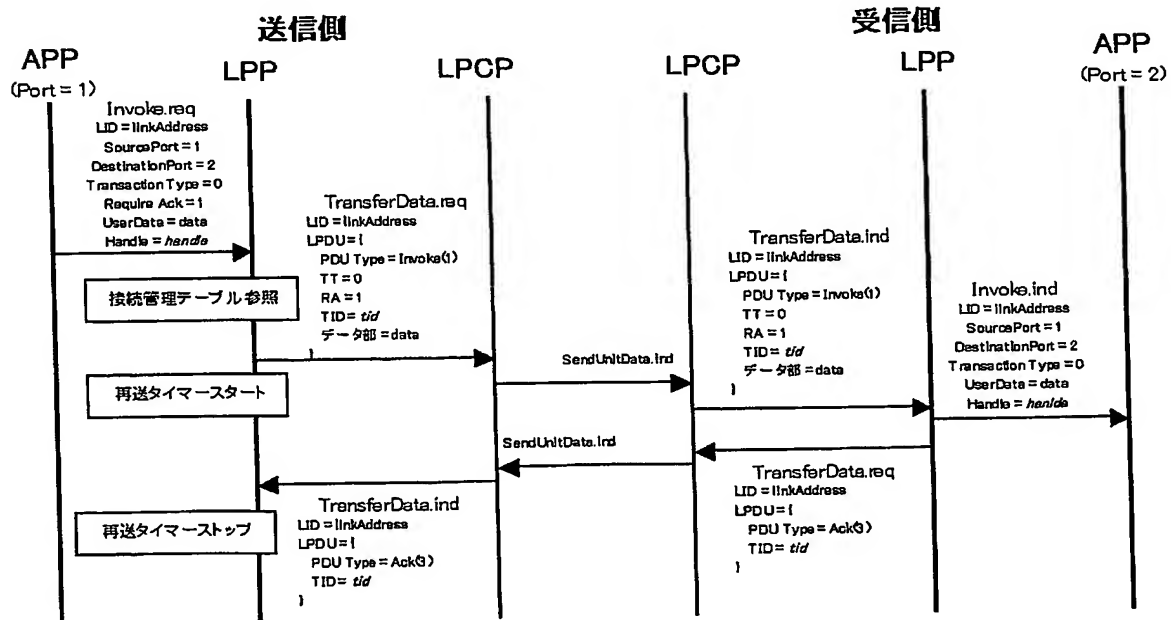 送信側
受信側
APP
(Port = 1)
LPP
LPCP
LPCP
LPP
APP
(Port = 2)
Invoke.req
LID = linkAddress
SourcePort = 1
DestinationPort = 2
Transaction Type = 0
Require Ack = 1
UserData = data
Handle = handle
接続管理テーブル参照
TransferData.req
LID = linkAddress
LPDU = {
PDU Type = Invoke(1)
TT = 0
RA = 1
TID = tid
データ部 = data
}
再送タイマースタート
SendUnitData.ind
TransferData.ind
LID = linkAddress
LPDU = {
PDU Type = Invoke(1)
TT = 0
RA = 1
TID = tid
データ部 = data
}
Invoke.ind
LID = linkAddress
SourcePort = 1
DestinationPort = 2
Transaction Type = 0
UserData = data
Handle = hanlde
SendUnitData.ind
TransferData.req
LID = linkAddress
LPDU = {
PDU Type = Ack(3)
TID = tid
}
TransferData.ind
LID = linkAddress
LPDU = {
PDU Type = Ack(3)
TID = tid
}
再送タイマーストップ